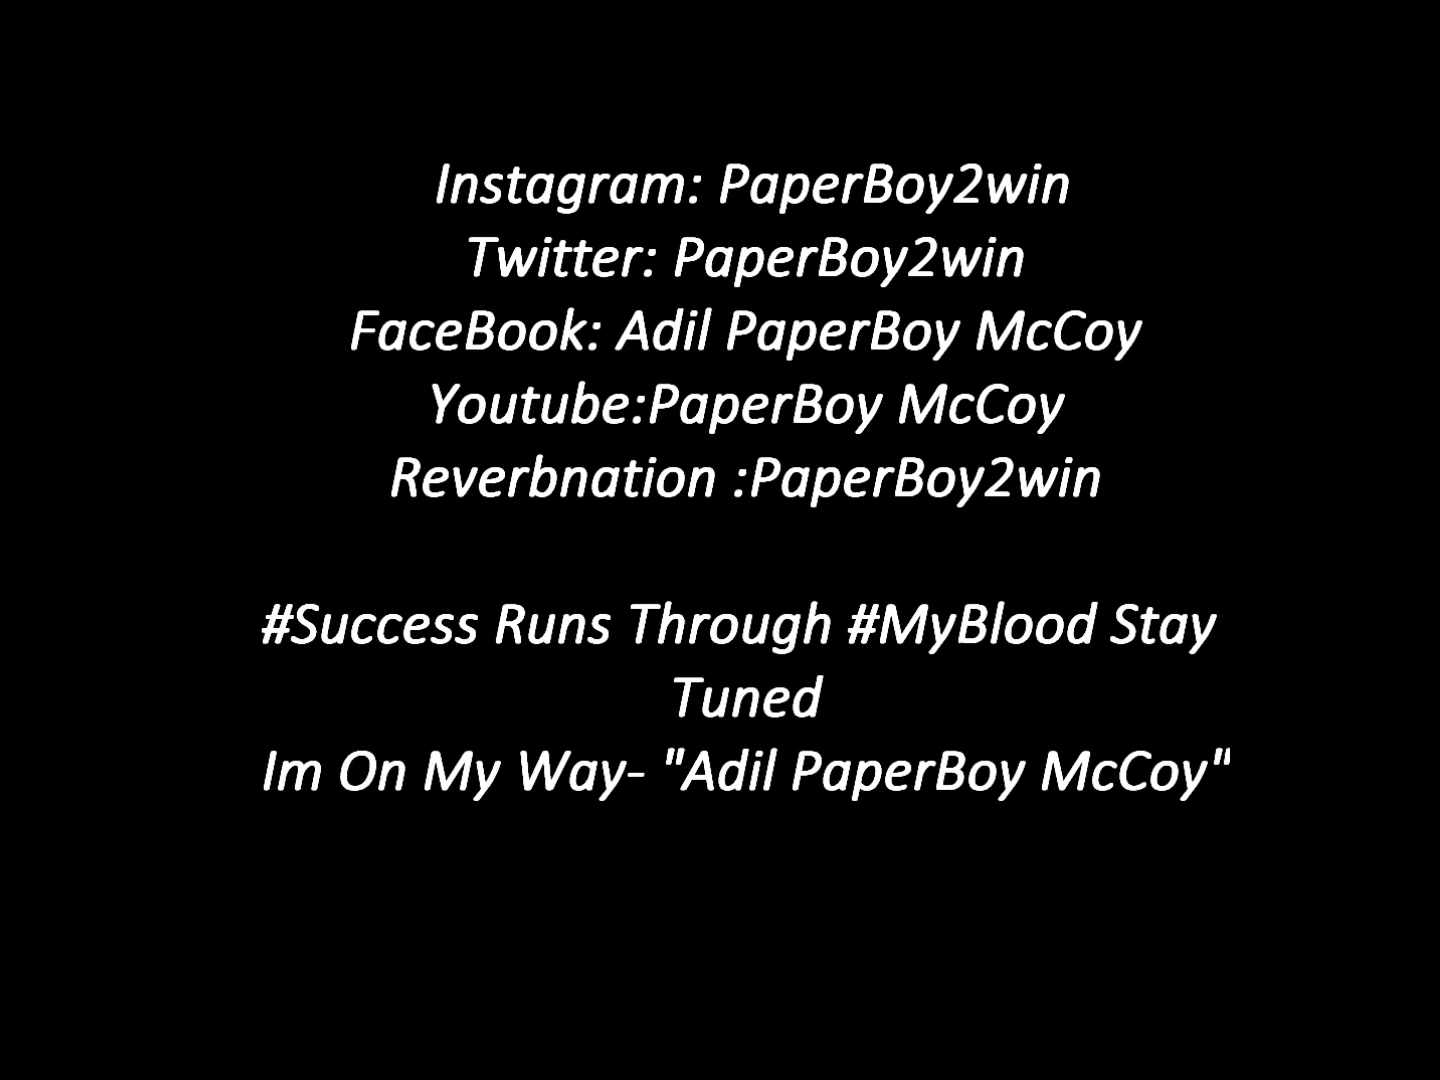 Instagram: PaperBoy2win
Twitter: PaperBoy2win
FaceBook: Adil PaperBoy McCoy
Youtube:PaperBoy McCoy
Reverbnation :PaperBoy2win
#Success Runs Through #MyBlood Stay
Tuned
Im On My Way- "Adil PaperBoy McCoy"